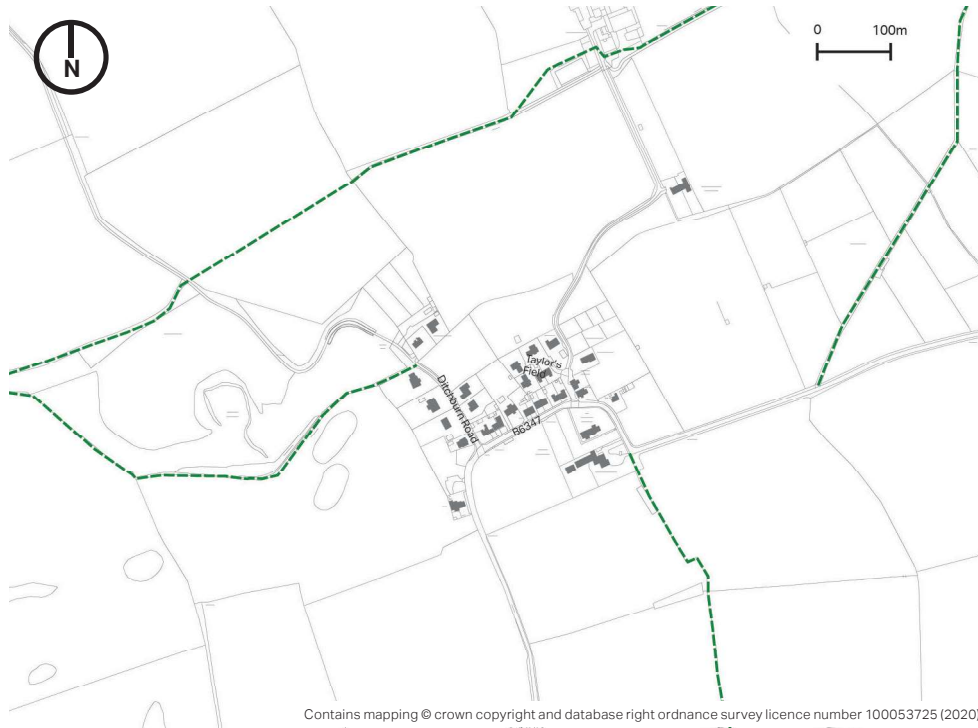 N
0 100m
Taylor's
Field
Ditchburn Road
B6347
Contains mapping © crown copyright and database right ordnance survey licence number 100053725 (2020)